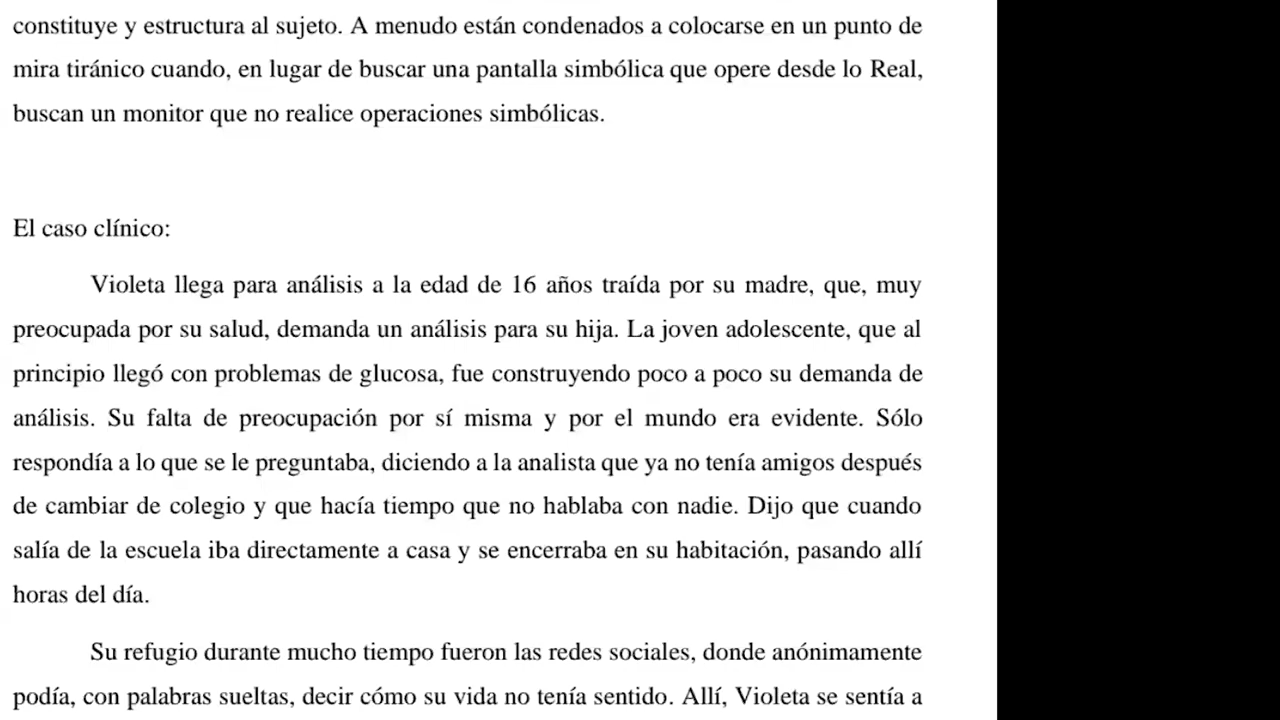 constituye y estructura al sujeto. A menudo están condenados a colocarse en un punto de
mira tiránico cuando, en lugar de buscar una pantalla simbólica que opere desde lo Real,
buscan un monitor que no realice operaciones simbólicas.
El caso clínico:
Violeta llega para análisis a la edad de 16 años traída por su madre, que, muy
preocupada por su salud, demanda un análisis para su hija. La joven adolescente, que al
principio llegó con problemas de glucosa, fue construyendo poco a poco su demanda de
análisis. Su falta de preocupación por sí misma y por el mundo era evidente. Sólo
respondía a lo que se le preguntaba, diciendo a la analista que ya no tenía amigos después
de cambiar de colegio y que hacía tiempo que no hablaba con nadie. Dijo que cuando
salía de la escuela iba directamente a casa y se encerraba en su habitación, pasando allí
horas del día.
Su refugio durante mucho tiempo fueron las redes sociales, donde anónimamente
podía, con palabras sueltas, decir cómo su vida no tenía sentido. Allí, Violeta se sentía a